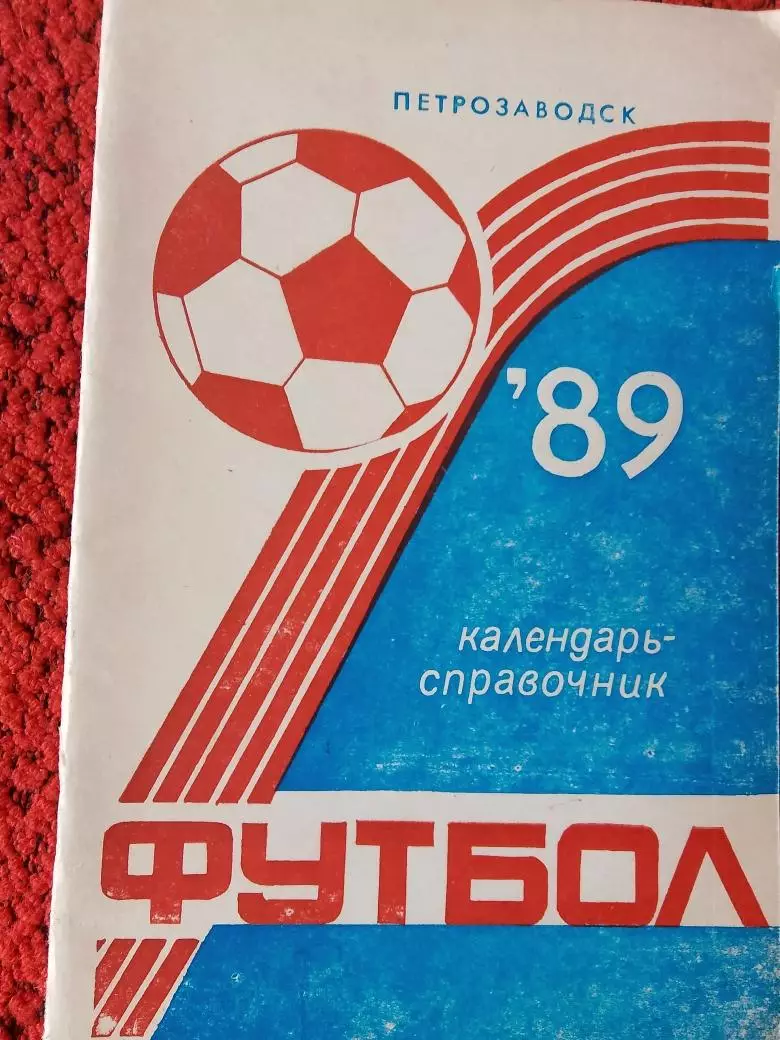 ПЕТРОЗАВОДСК
'89
календарь-
справочник
ФУТБОЛ